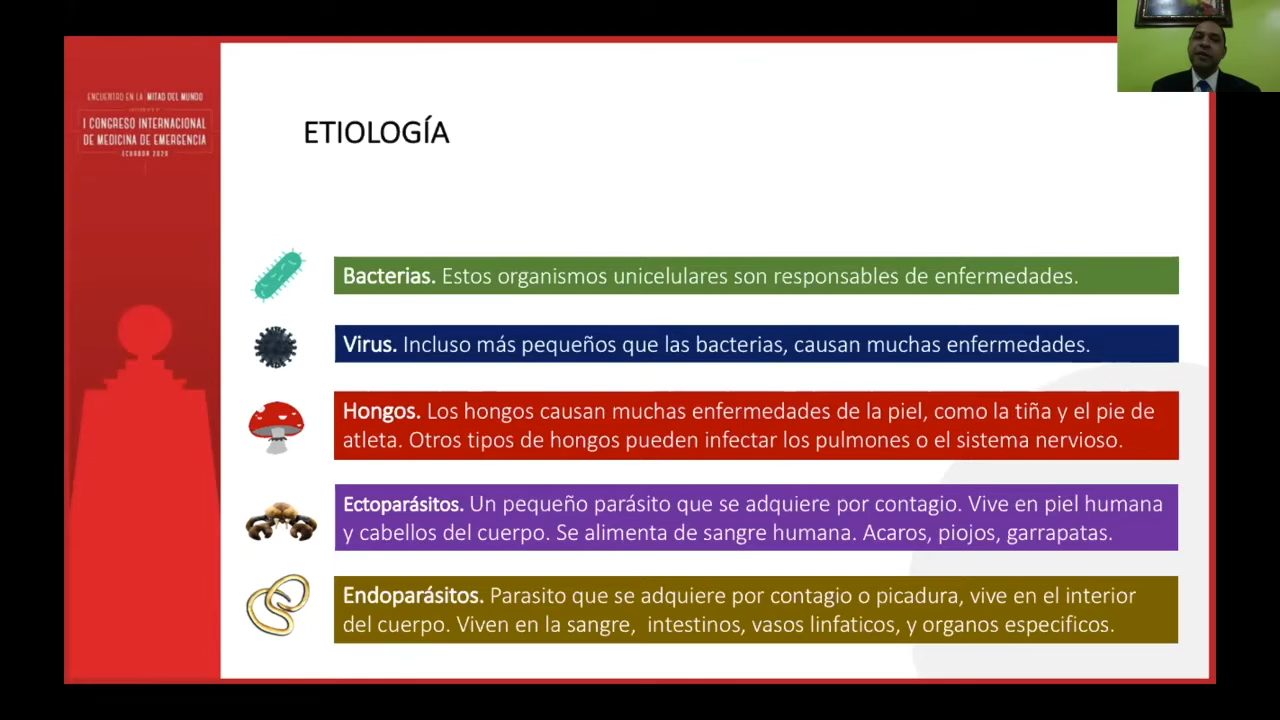 ENCUENTRO EN LA MITAD DEL MUNDO
I CONGRESO INTERNACIONAL
DE MEDICINA DE EMERGENCIA
ECUADOR 2020
ETIOLOGÍA
Bacterias. Estos organismos unicelulares son responsables de enfermedades.
Virus. Incluso más pequeños que las bacterias, causan muchas enfermedades.
Hongos. Los hongos causan muchas enfermedades de la piel, como la tiña y el pie de
atleta. Otros tipos de hongos pueden infectar los pulmones o el sistema nervioso.
Ectoparásitos. Un pequeño parásito que se adquiere por contagio. Vive en piel humana
y cabellos del cuerpo. Se alimenta de sangre humana. Acaros, piojos, garrapatas.
Endoparásitos. Parasito que se adquiere por contagio o picadura, vive en el interior
del cuerpo. Viven en la sangre, intestinos, vasos linfaticos, y organos especificos.